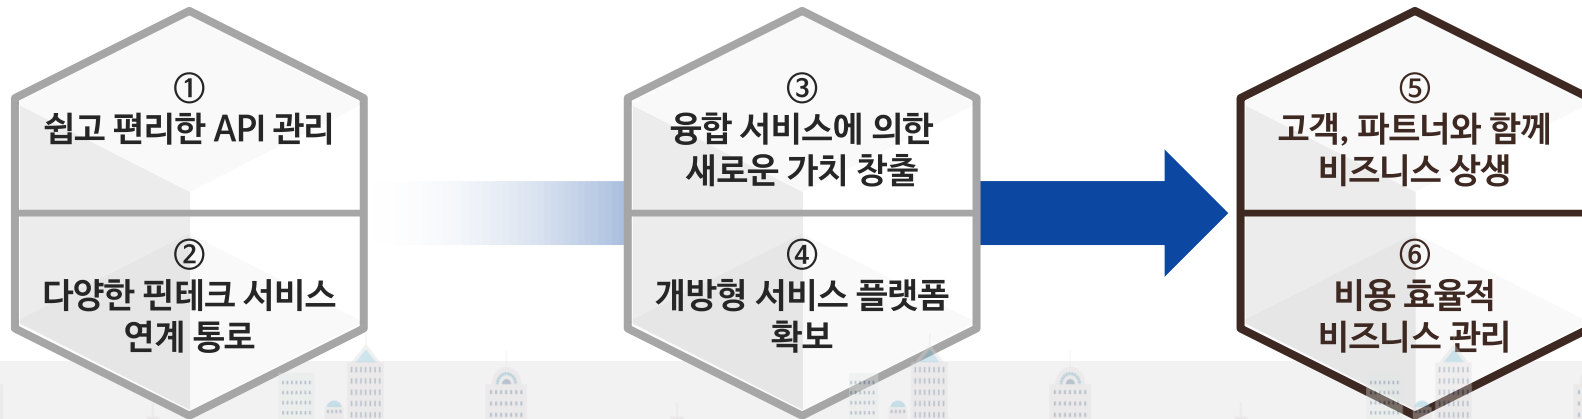 ①
쉽고 편리한 API 관리
②
다양한 핀테크 서비스
연계 통로
③
융합 서비스에 의한
새로운 가치 창출
④
개방형 서비스 플랫폼
확보
⑤
고객, 파트너와 함께
비즈니스 상생
⑥
비용 효율적
비즈니스 관리